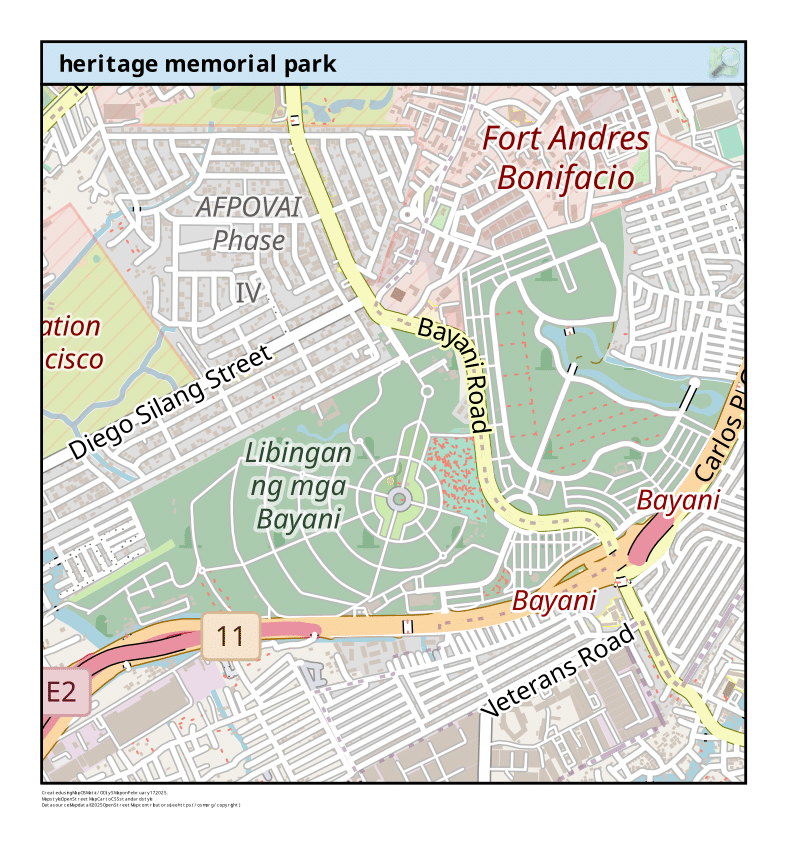 heritage memorial park
Fort Andres
Bonifacio
AFPOVAI
Phase
IV
ation
cisco
Bayani Road
Diego Silang Street
Libingan
ng mga
Bayani
Carlos P
Bayani
Bayani
11
E2
Veterans Road